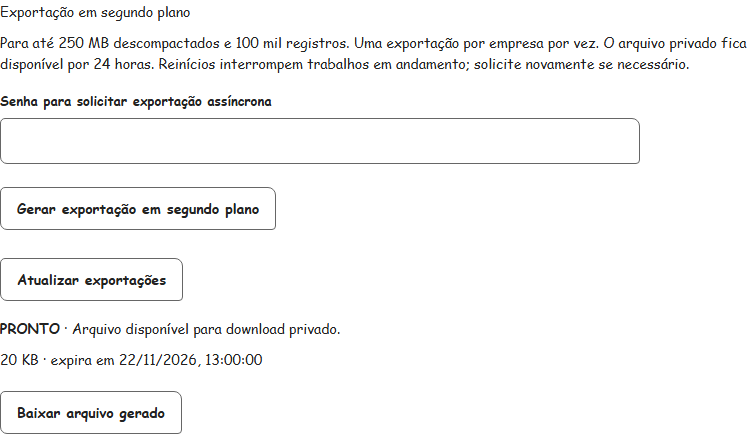 Exportação em segundo plano
Para até 250 MB descompactados e 100 mil registros. Uma exportação por empresa por vez. O arquivo privado fica
disponível por 24 horas. Reinícios interrompem trabalhos em andamento; solicite novamente se necessário.
Senha para solicitar exportação assíncrona
Gerar exportação em segundo plano
Atualizar exportações
PRONTO · Arquivo disponível para download privado.
20 KB · expira em 22/11/2026, 13:00:00
Baixar arquivo gerado